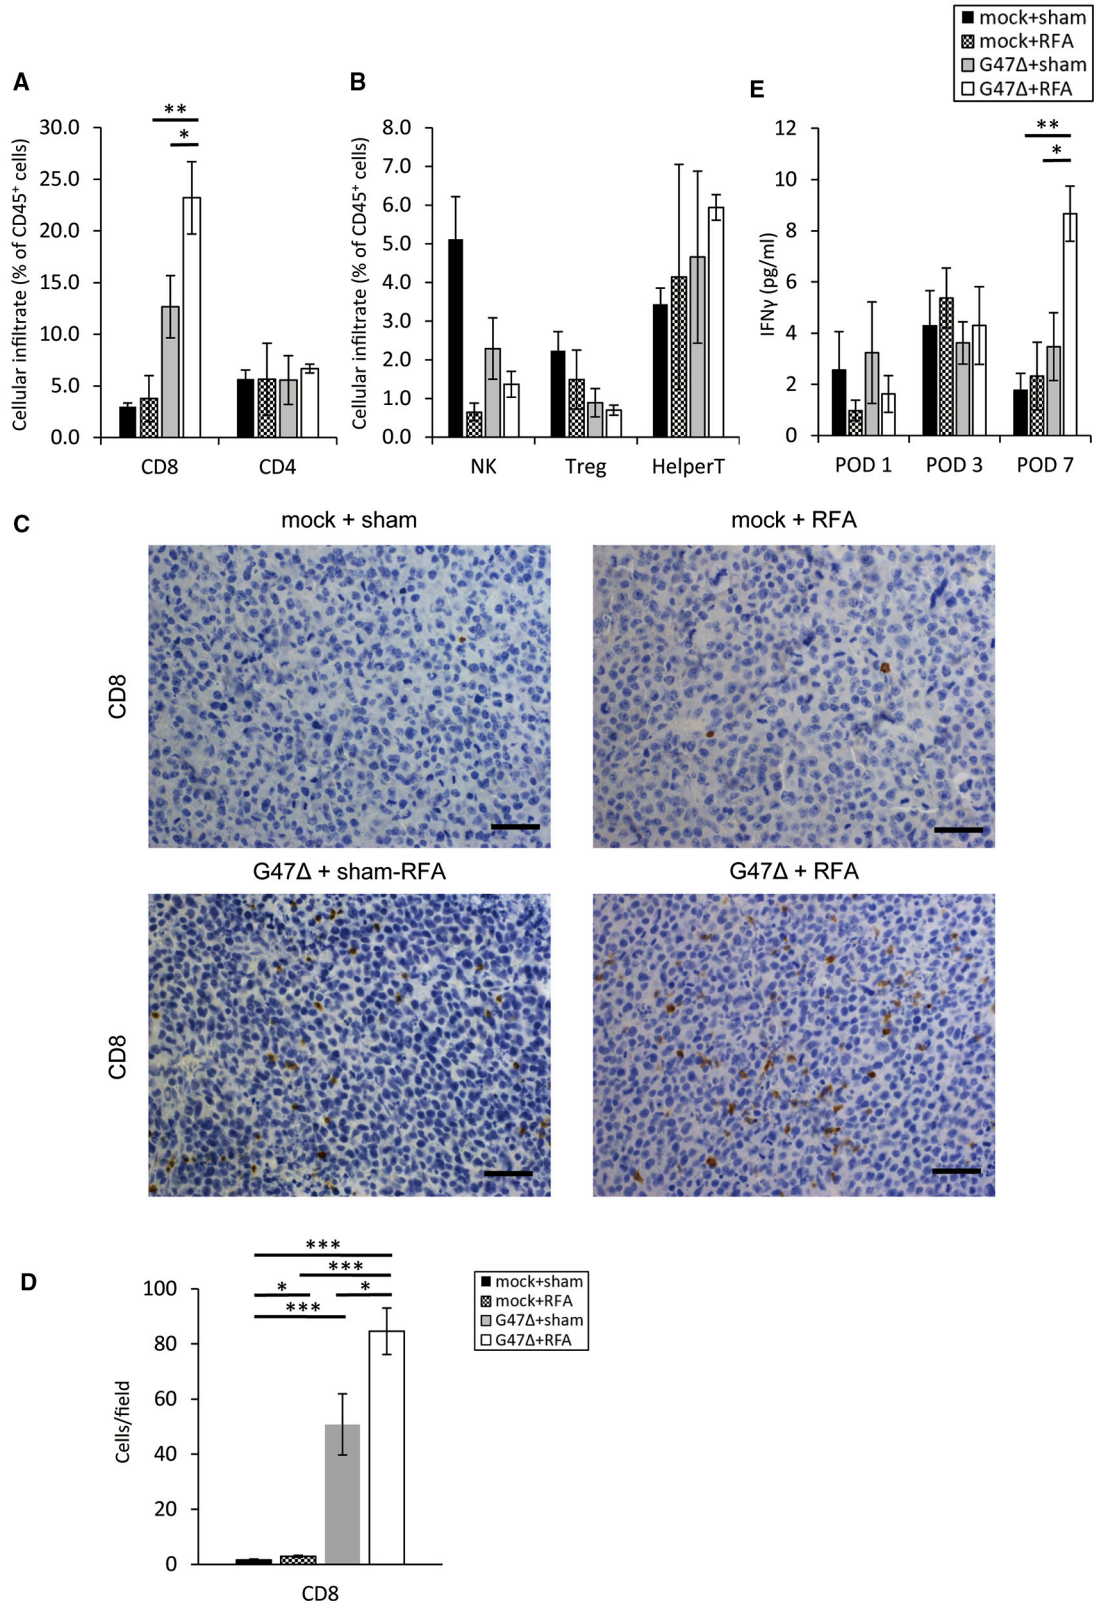 mock+sham
mock+RFA
G47Δ+sham
G47Δ+RFA
A
**
*
30.0
25.0
20.0
15.0
10.0
5.0
0.0
Cellular infiltrate (% of CD45⁺ cells)
CD8
CD4
B
8.0
7.0
6.0
5.0
4.0
3.0
2.0
1.0
0.0
Cellular infiltrate (% of CD45⁺ cells)
NK
Treg
HelperT
E
**
*
12
10
8
6
4
2
0
IFNγ (pg/ml)
POD 1
POD 3
POD 7
C
mock + sham
mock + RFA
CD8
G47Δ + sham-RFA
G47Δ + RFA
CD8
D
***
***
*
*
***
100
80
60
40
20
0
Cells/field
CD8
mock+sham
mock+RFA
G47Δ+sham
G47Δ+RFA